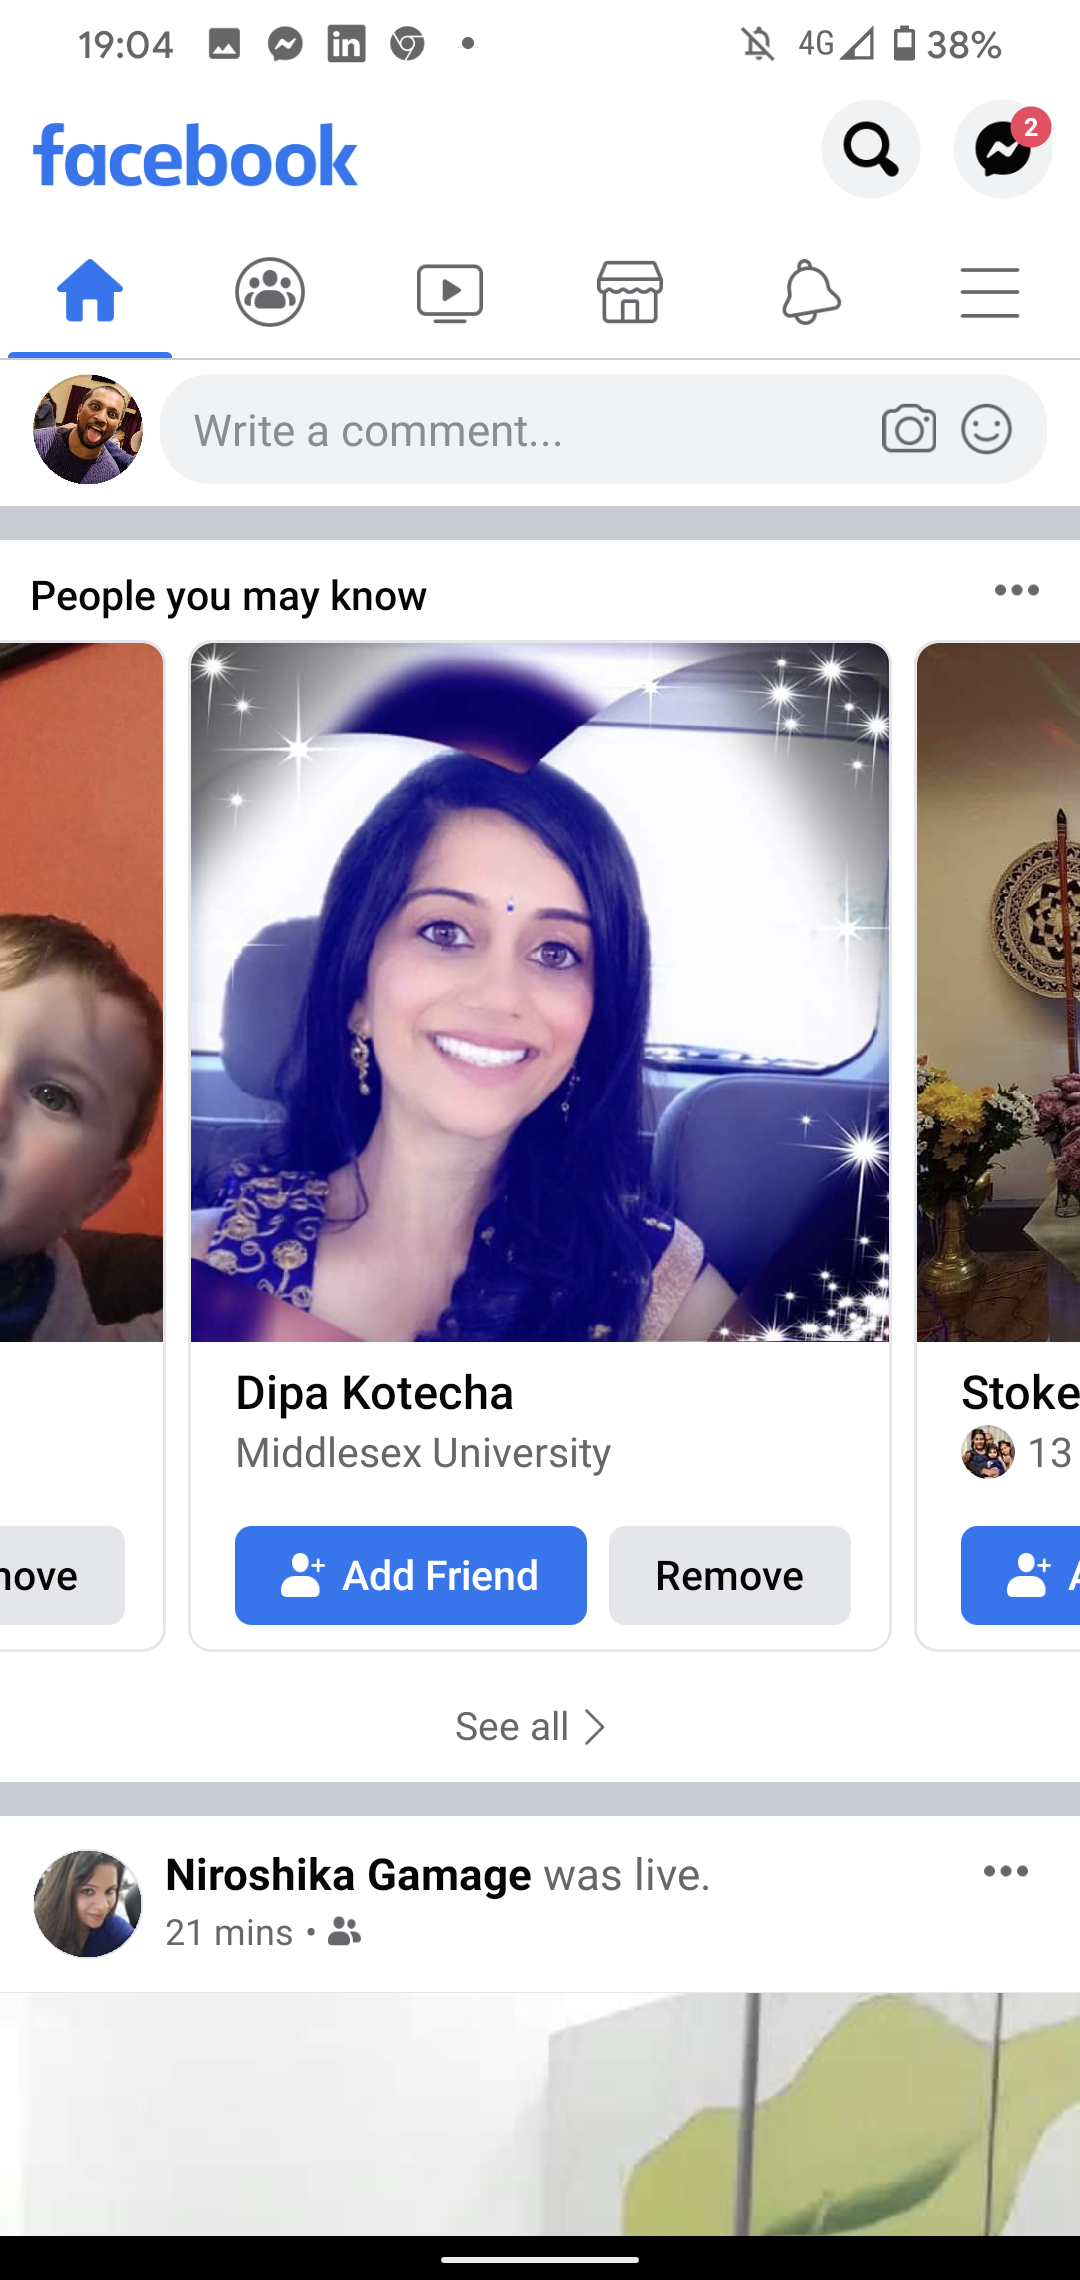 19:04 4G 38%
facebook
2
Write a comment...
People you may know
Dipa Kotecha
Middlesex University
Stoke
13
Add Friend
Remove
See all
Niroshika Gamage was live.
21 mins •